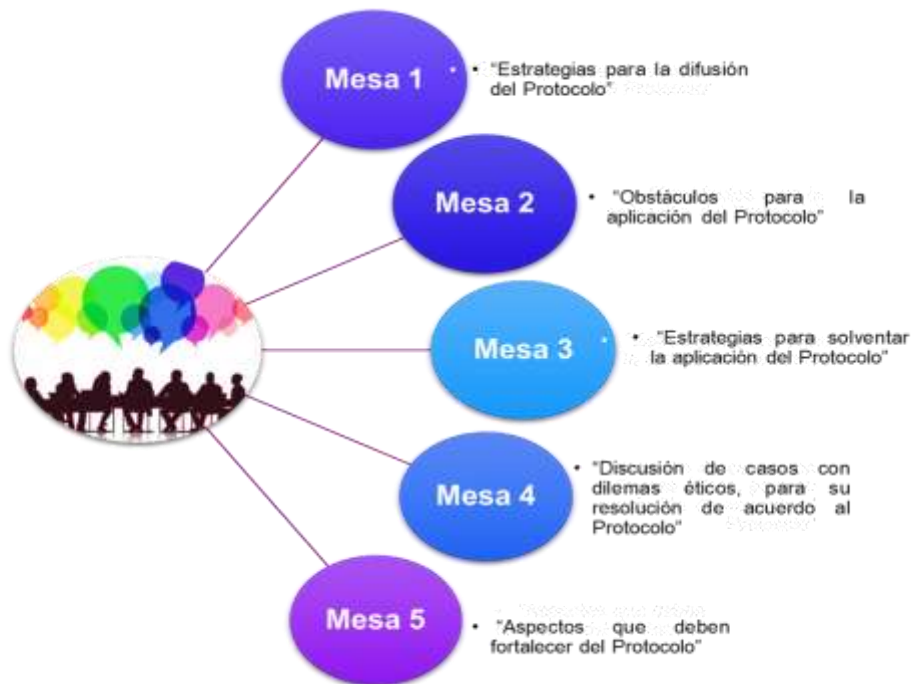 Mesa 1
• “Estrategias para la difusión
del Protocolo”
Mesa 2
• “Obstáculos para la
aplicación del Protocolo”
Mesa 3
• “Estrategias para solventar
la aplicación del Protocolo”
Mesa 4
• “Discusión de casos con
dilemas éticos, para su
resolución de acuerdo al
Protocolo”
Mesa 5
• “Aspectos que deben
fortalecer del Protocolo”